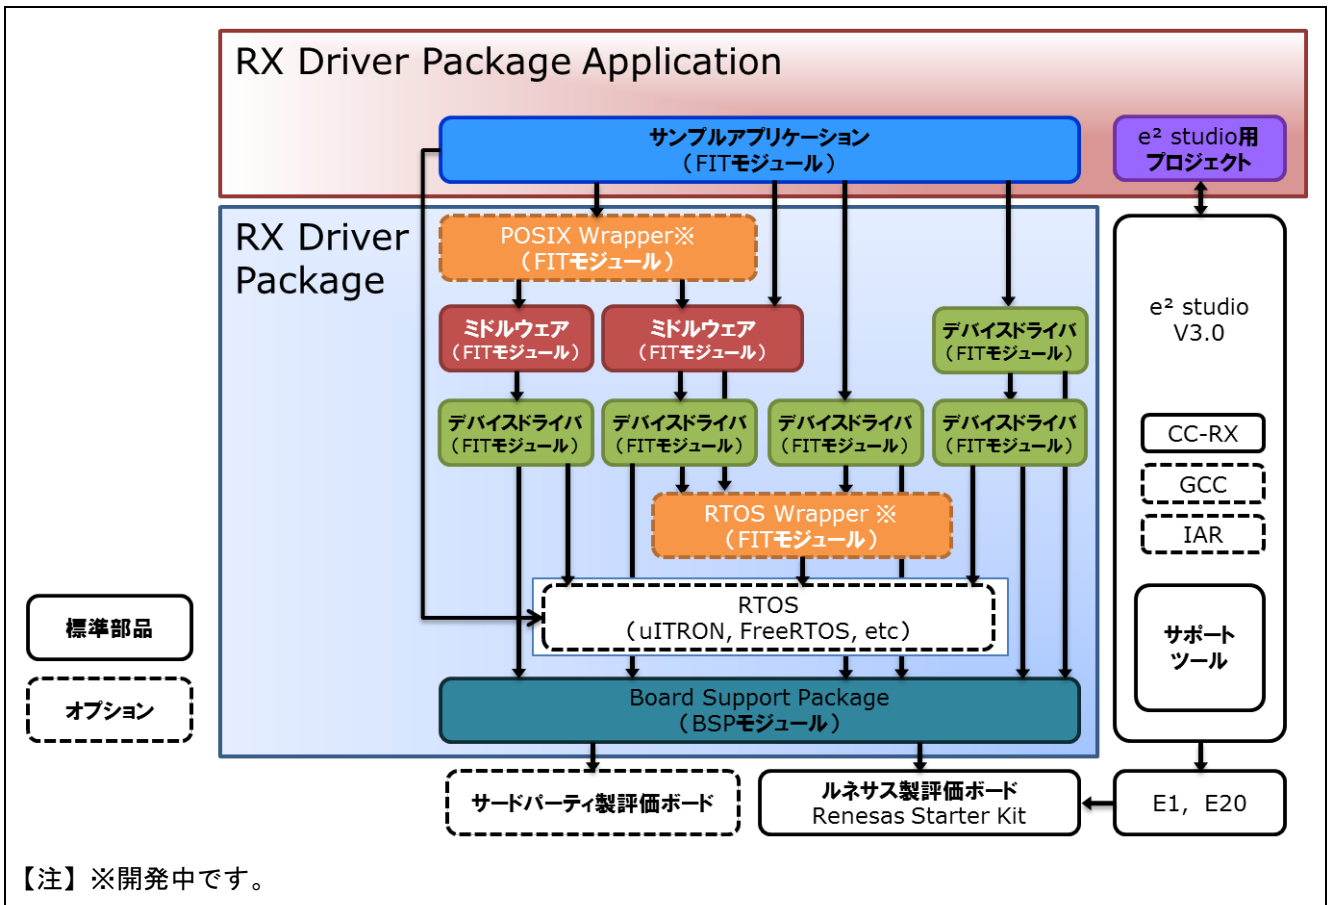 RX Driver Package Application
サンプルアプリケーション
（FITモジュール）
e² studio用
プロジェクト
RX Driver
Package
POSIX Wrapper※
（FITモジュール）
ミドルウェア
（FITモジュール）
ミドルウェア
（FITモジュール）
デバイスドライバ
（FITモジュール）
デバイスドライバ
（FITモジュール）
デバイスドライバ
（FITモジュール）
デバイスドライバ
（FITモジュール）
デバイスドライバ
（FITモジュール）
RTOS Wrapper ※
（FITモジュール）
RTOS
（uITRON, FreeRTOS, etc）
Board Support Package
（BSPモジュール）
e² studio
V3.0
CC-RX
GCC
IAR
サポート
ツール
標準部品
オプション
サードパーティ製評価ボード
ルネサス製評価ボード
Renesas Starter Kit
E1, E20
【注】※開発中です。